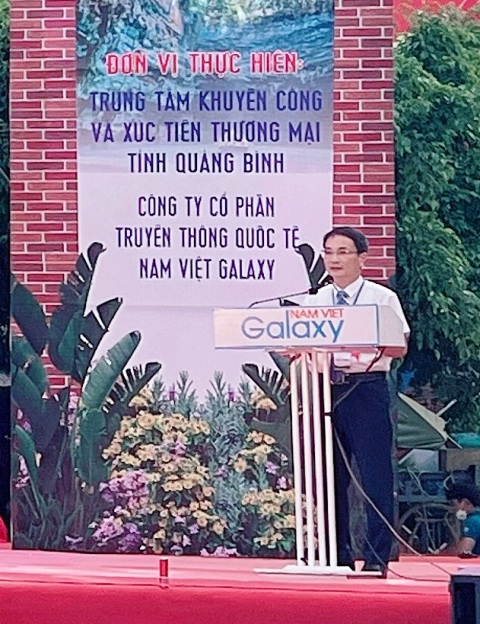 ĐƠN VỊ THỰC HIỆN:
TRUNG TÂM KHUYẾN CÔNG
VÀ XÚC TIẾN THƯƠNG MẠI
TỈNH QUẢNG BÌNH
CÔNG TY CỔ PHẦN
TRUYỀN THÔNG QUỐC TẾ
NAM VIỆT GALAXY
NAM VIET
Galaxy